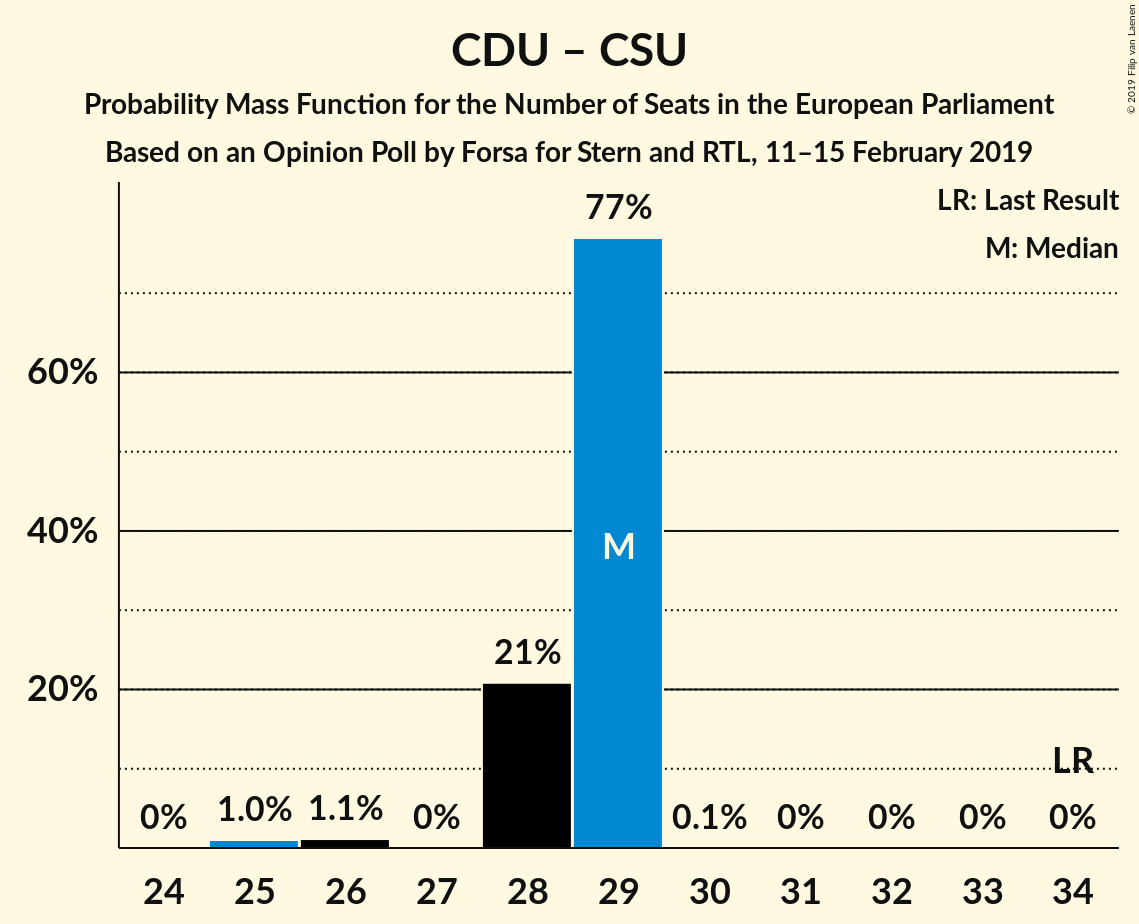 CDU – CSU
Probability Mass Function for the Number of Seats in the European Parliament
Based on an Opinion Poll by Forsa for Stern and RTL, 11–15 February 2019
© 2019 Filip van Laenen
LR: Last Result
M: Median
77%
60%
40%
M
21%
20%
LR
0% 1.0% 1.1% 0% 0.1% 0% 0% 0% 0%
24 25 26 27 28 29 30 31 32 33 34